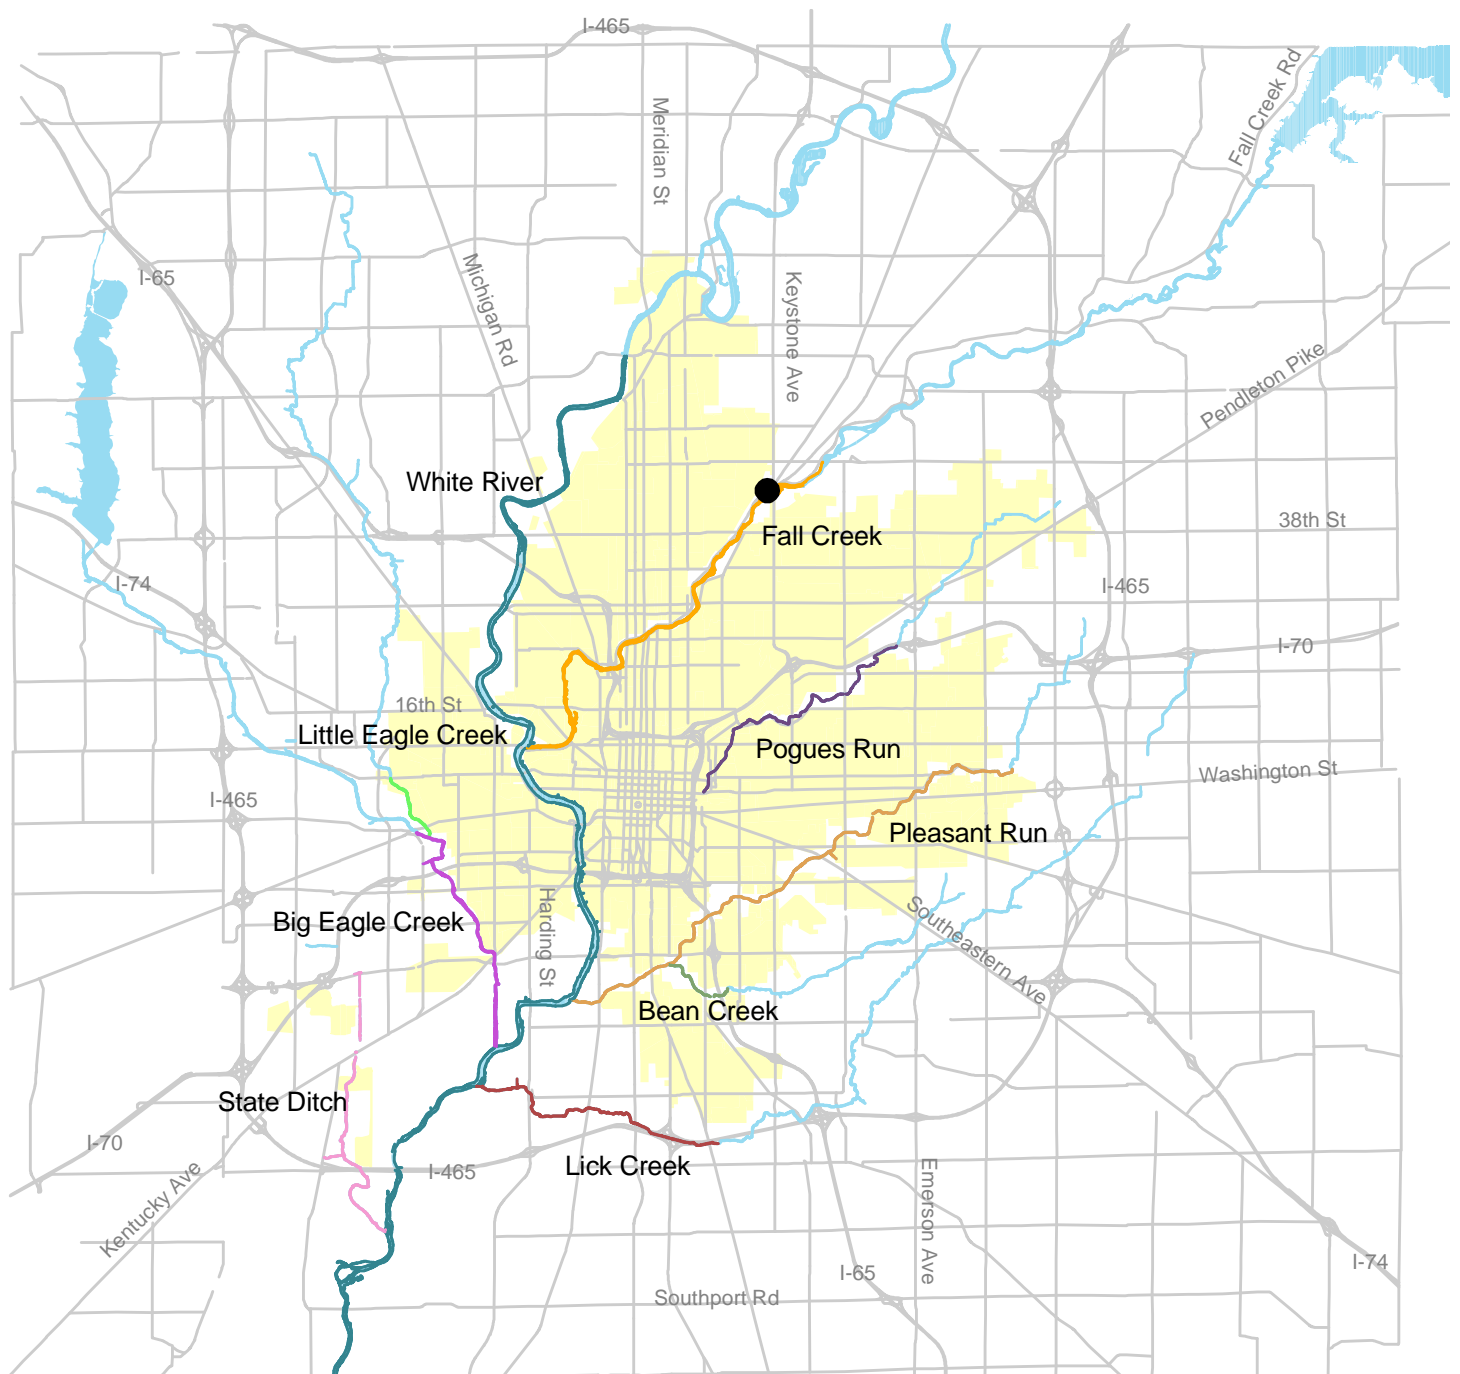 I-465
Meridian St
Fall Creek Rd
I-65
Michigan Rd
Keystone Ave
Pendleton Pike
White River
Fall Creek
38th St
I-74
I-465
I-70
16th St
Little Eagle Creek
Pogues Run
Washington St
I-465
Pleasant Run
Big Eagle Creek
Harding St
Southeastern Ave
Bean Creek
State Ditch
I-70
I-465
Lick Creek
Kentucky Ave
Emerson Ave
I-65
I-74
Southport Rd